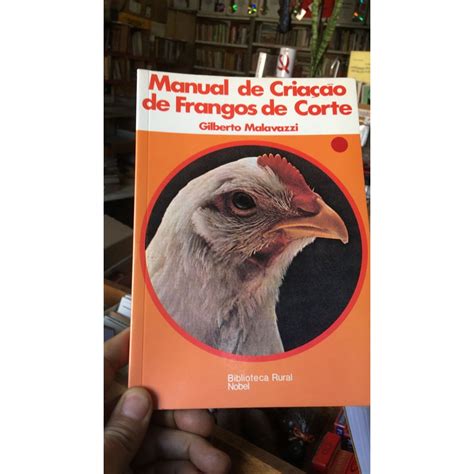 Manual de Criação
de Frangos de Corte
Gilberto Malavazzi
Biblioteca Rural
Nobel